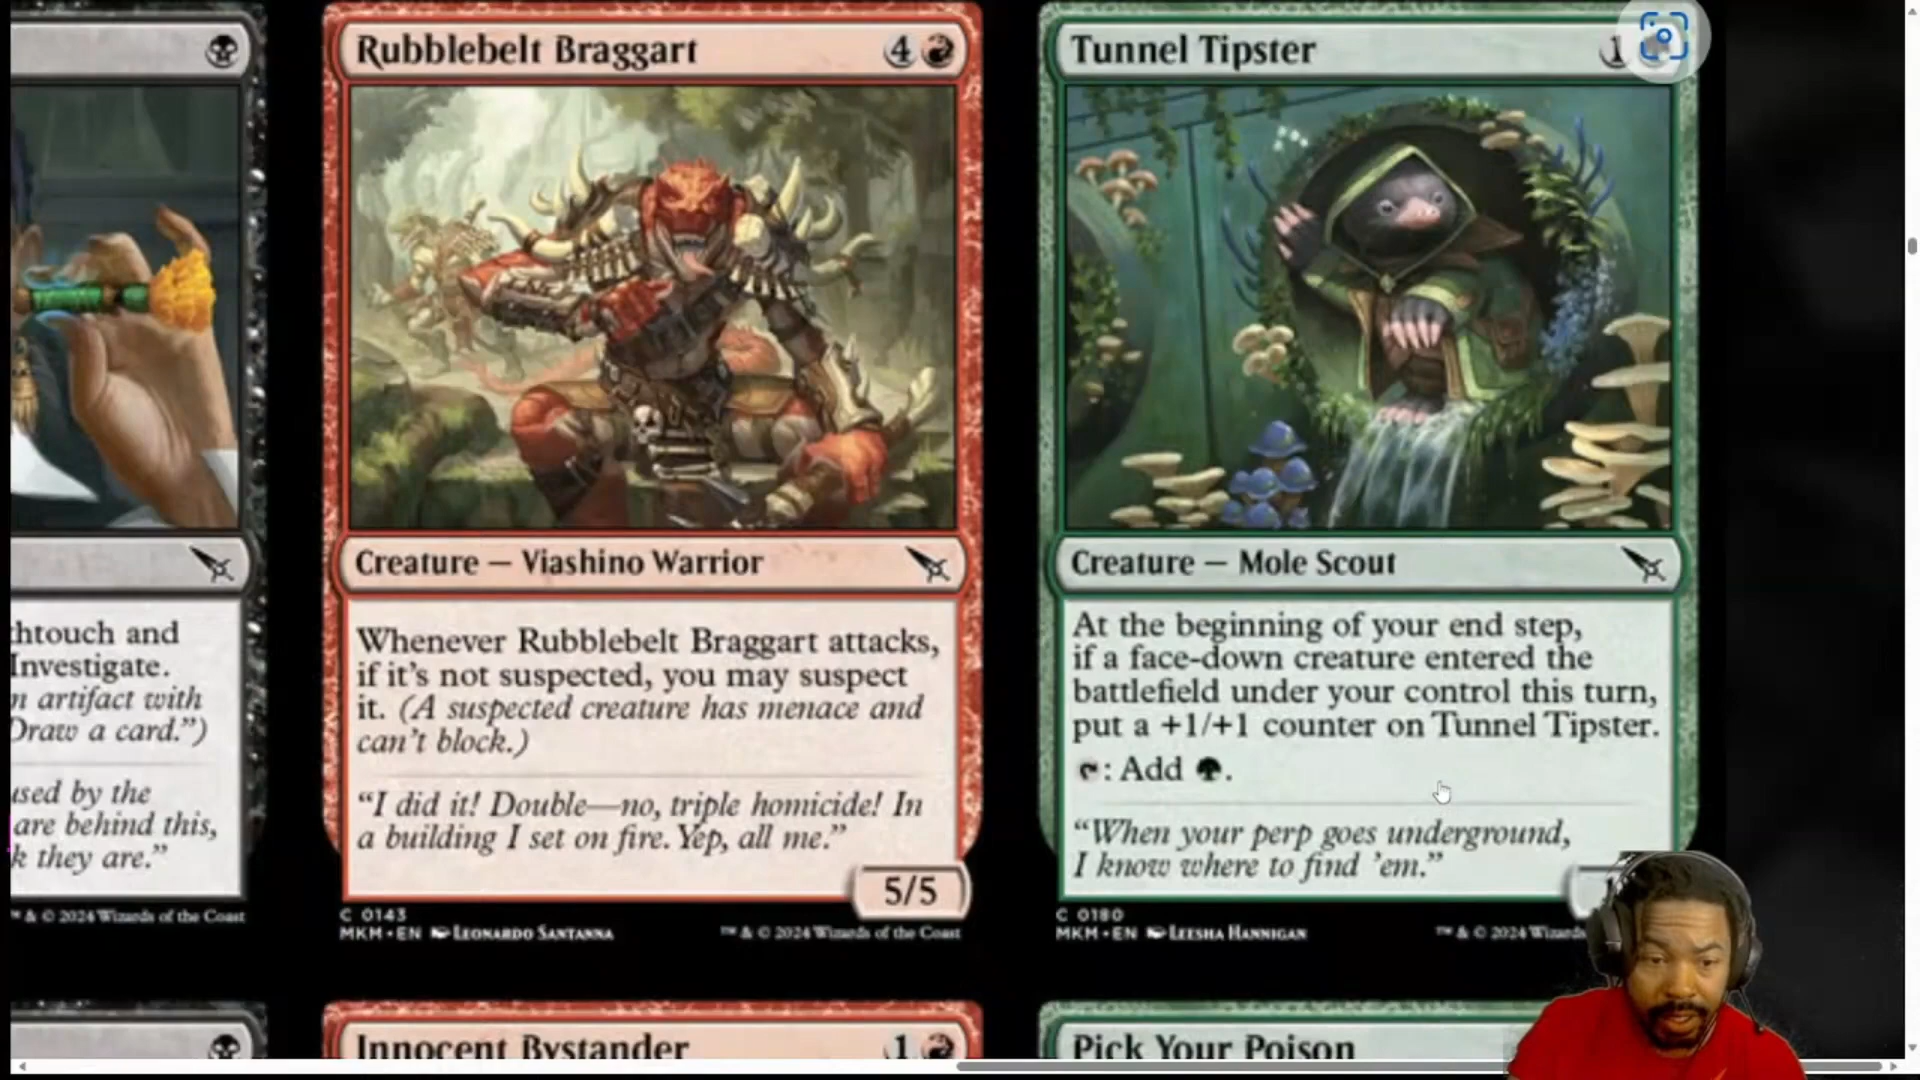 htouch and
Investigate.
n artifact with
Draw a card.”)
used by the
are behind this,
k they are.”
™ & © 2024 Wizards of the Coast
Rubblebelt Braggart
4
Creature — Viashino Warrior
Whenever Rubblebelt Braggart attacks,
if it’s not suspected, you may suspect
it. (A suspected creature has menace and
can’t block.)
“I did it! Double—no, triple homicide! In
a building I set on fire. Yep, all me.”
5/5
C 0143
MKM • EN Leonardo Santanna
™ & © 2024 Wizards of the Coast
Tunnel Tipster
1
Creature — Mole Scout
At the beginning of your end step,
if a face-down creature entered the
battlefield under your control this turn,
put a +1/+1 counter on Tunnel Tipster.
: Add .
“When your perp goes underground,
I know where to find ’em.”
C 0180
MKM • EN Leesha Hannigan
™ & © 2024 Wizards
Innocent Bystander
1
Pick Your Poison